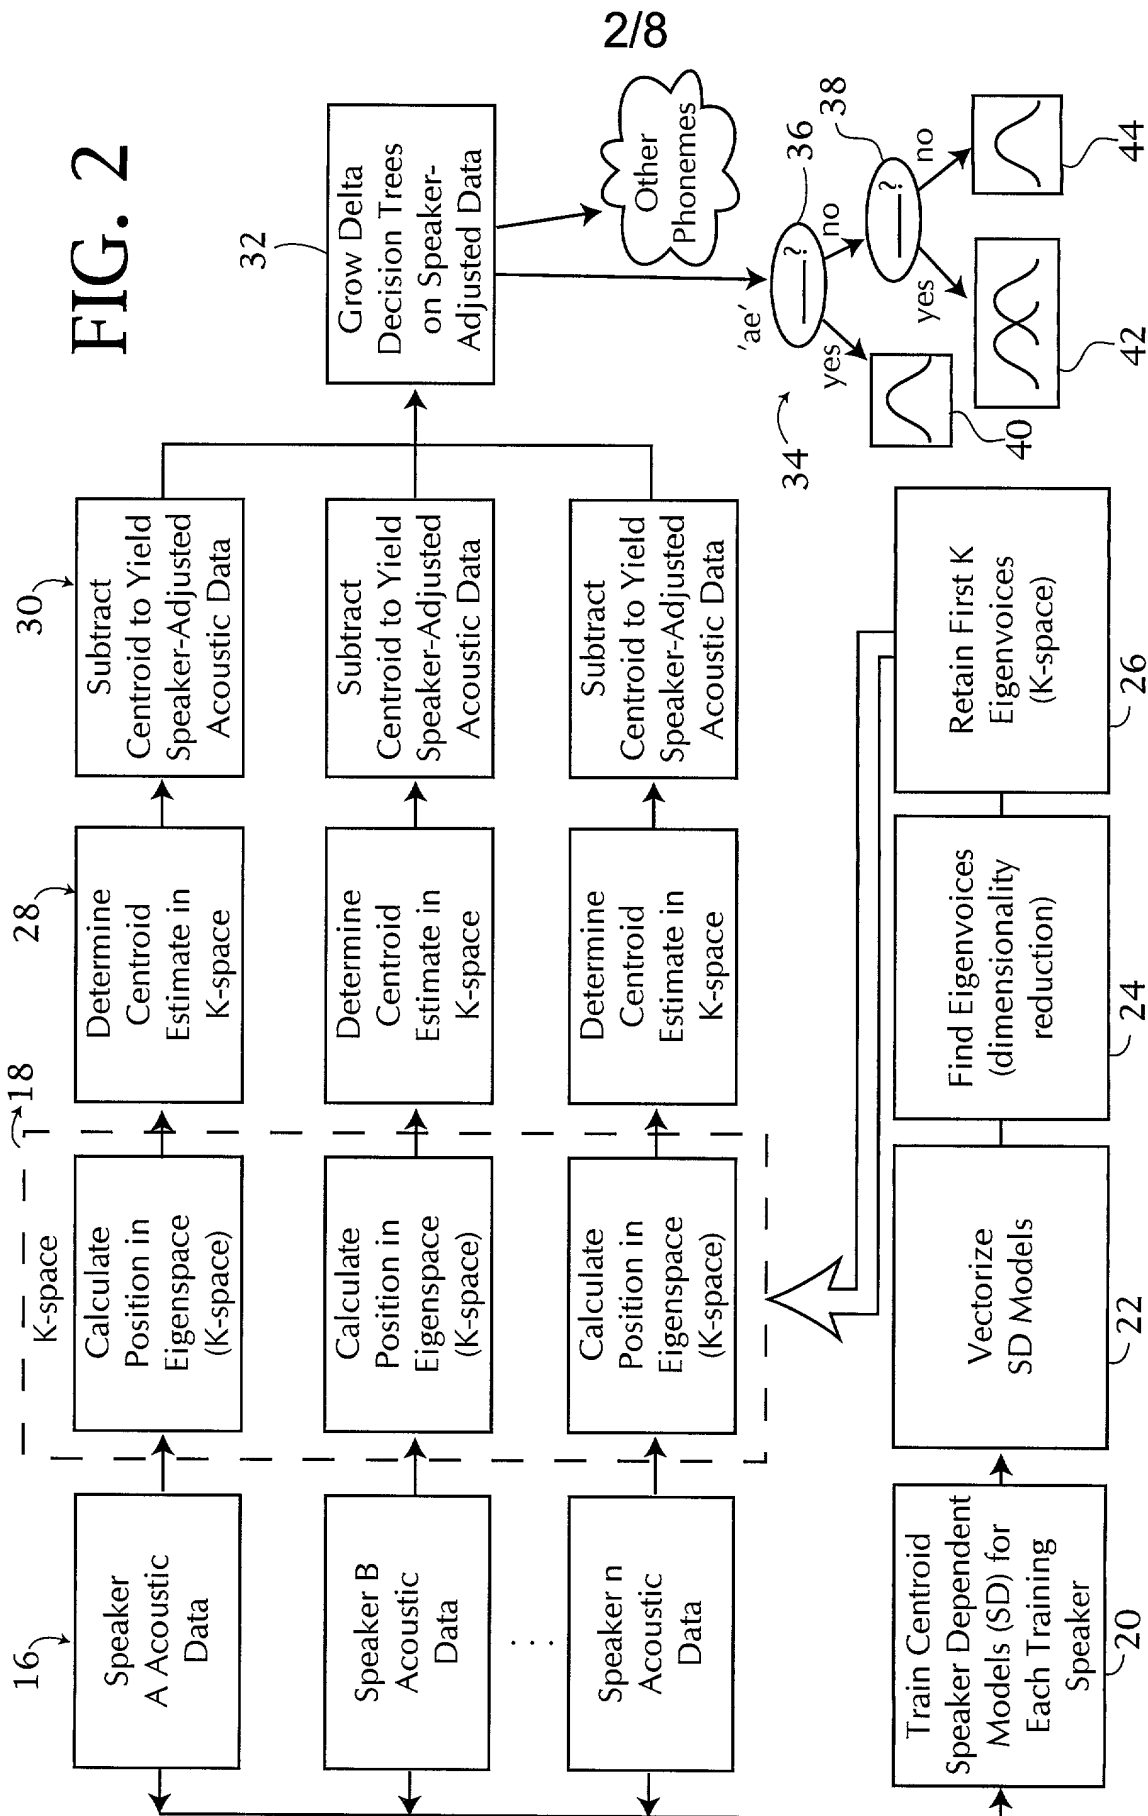 2/8
FIG. 2
16
Speaker
A Acoustic
Data
Speaker B
Acoustic
Data
. . .
Speaker n
Acoustic
Data
18
K-space
Calculate
Position in
Eigenspace
(K-space)
Calculate
Position in
Eigenspace
(K-space)
Calculate
Position in
Eigenspace
(K-space)
28
Determine
Centroid
Estimate in
K-space
Determine
Centroid
Estimate in
K-space
Determine
Centroid
Estimate in
K-space
30
Subtract
Centroid to Yield
Speaker-Adjusted
Acoustic Data
Subtract
Centroid to Yield
Speaker-Adjusted
Acoustic Data
Subtract
Centroid to Yield
Speaker-Adjusted
Acoustic Data
32
Grow Delta
Decision Trees
on Speaker-
Adjusted Data
Other
Phonemes
34
'ae'
?
36
yes
no
?
38
yes
no
40
42
44
Train Centroid
Speaker Dependent
Models (SD) for
Each Training
Speaker
20
Vectorize
SD Models
22
Find Eigenvoices
(dimensionality
reduction)
24
Retain First K
Eigenvoices
(K-space)
26